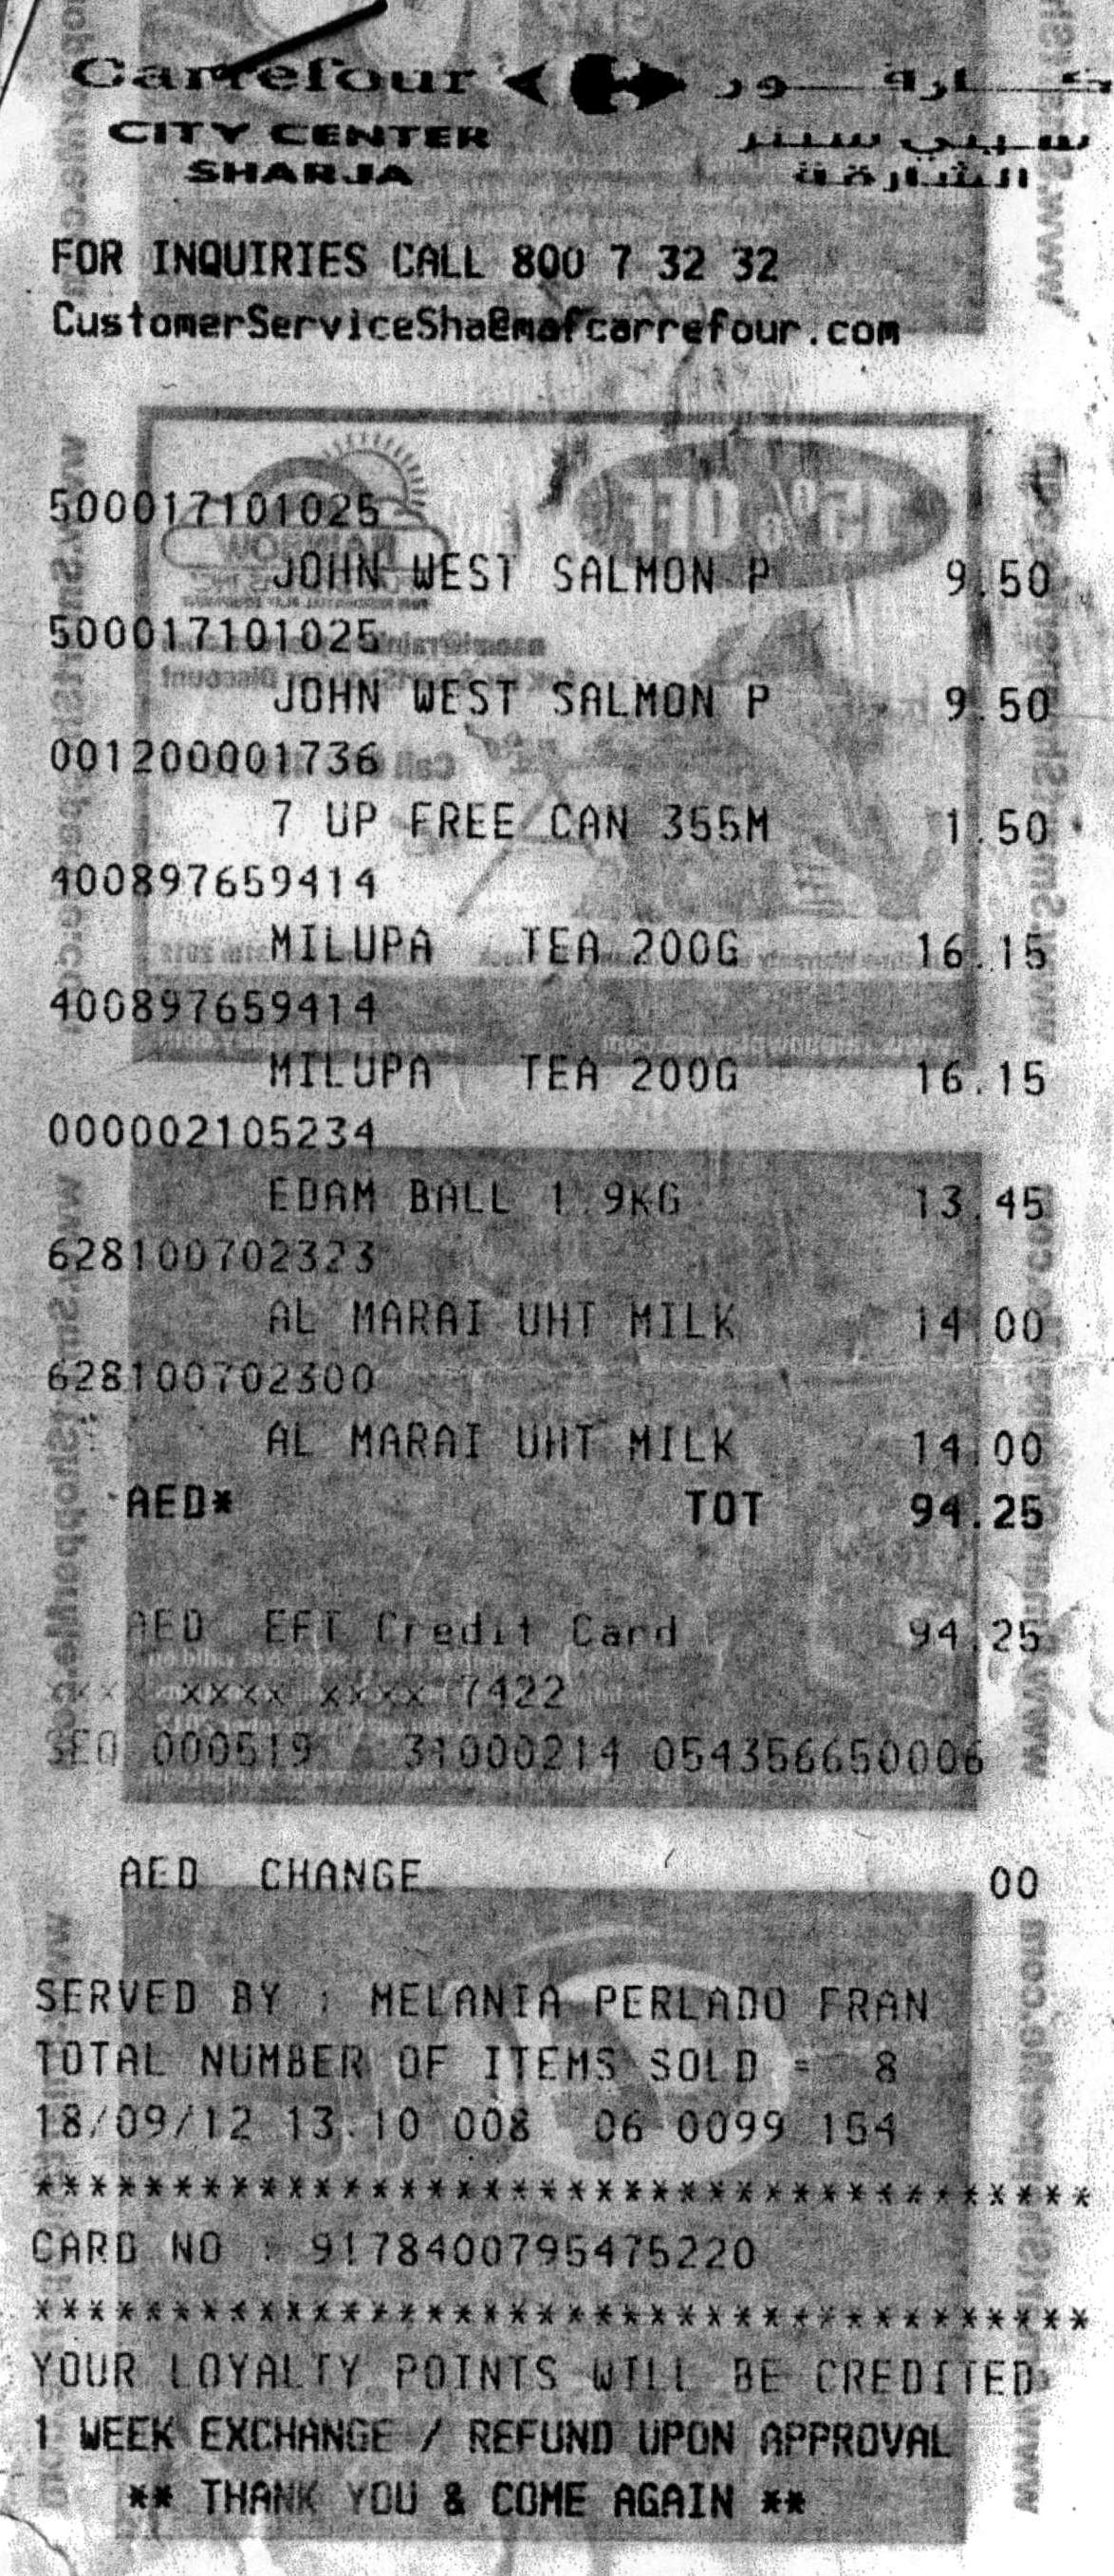 Carrefour كارفور
CITY CENTER سيتي سنتر
SHARJA الشارقة
FOR INQUIRIES CALL 800 7 32 32
CustomerServiceSha@mafcarrefour.com
500017101025
JOHN WEST SALMON P 9.50
500017101025
JOHN WEST SALMON P 9.50
001200001736
7 UP FREE CAN 355M 1.50
400897659414
MILUPA TEA 200G 16.15
400897659414
MILUPA TEA 200G 16.15
000002105234
EDAM BALL 1.9KG 13.45
628100702323
AL MARAI UHT MILK 14.00
628100702300
AL MARAI UHT MILK 14.00
AED* TOT 94.25
AED EFT Credit Card 94.25
xxxx xxxx xxxx 7422
SEQ 000519 31000214 054356650006
AED CHANGE 00
SERVED BY : MELANIA PERLADO FRAN
TOTAL NUMBER OF ITEMS SOLD = 8
18/09/12 13.10 008 06 0099 154
**************************************
CARD NO : 9178400795475220
**************************************
YOUR LOYALTY POINTS WILL BE CREDITED
1 WEEK EXCHANGE / REFUND UPON APPROVAL
** THANK YOU & COME AGAIN **